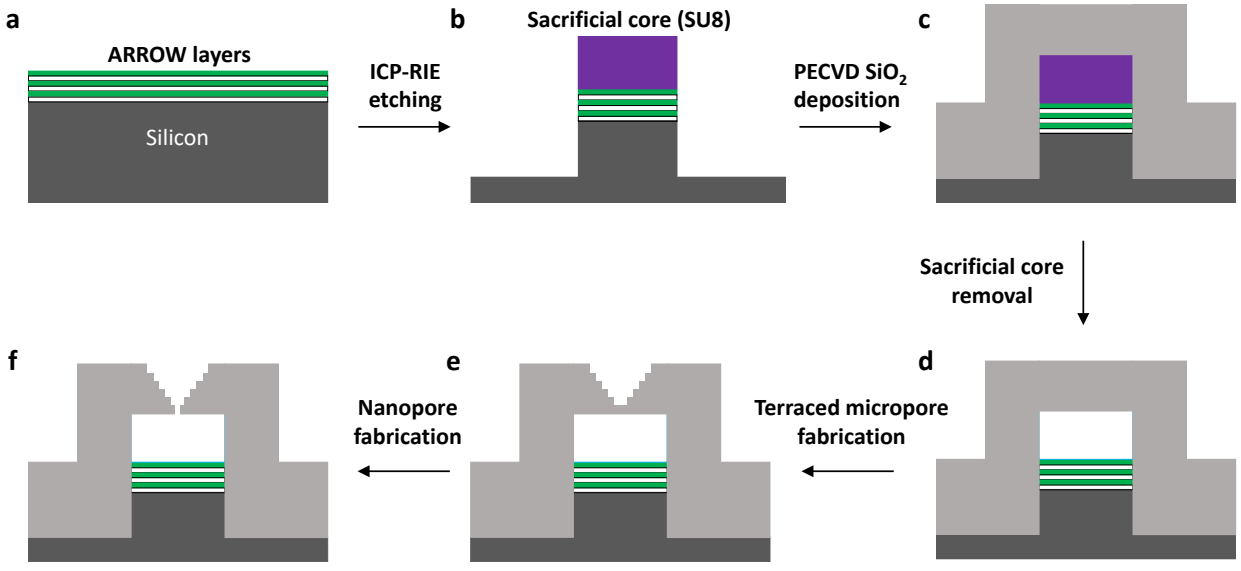 a
ARROW layers
Silicon
ICP-RIE
etching
b
Sacrificial core (SU8)
PECVD SiO₂
deposition
c
Sacrificial core
removal
d
Terraced micropore
fabrication
e
Nanopore
fabrication
f